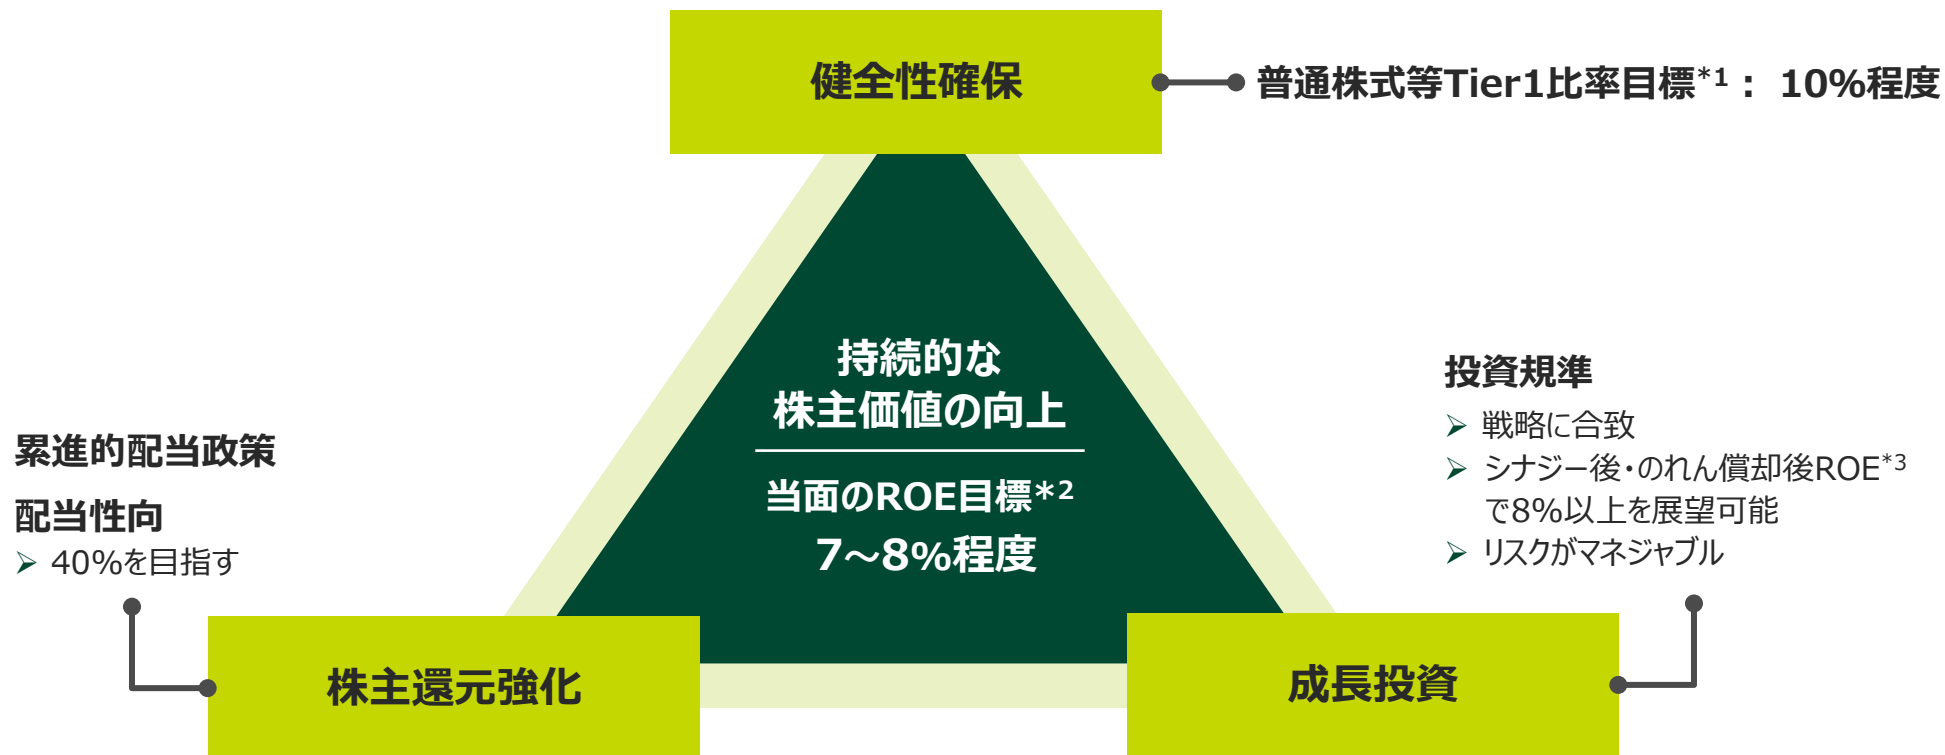 健全性確保
普通株式等Tier1比率目標*1： 10%程度
持続的な
株主価値の向上
当面のROE目標*2
7～8%程度
累進的配当政策
配当性向
➢ 40%を目指す
投資規準
➢ 戦略に合致
➢ シナジー後・のれん償却後ROE*3
で8%以上を展望可能
➢ リスクがマネジャブル
株主還元強化
成長投資